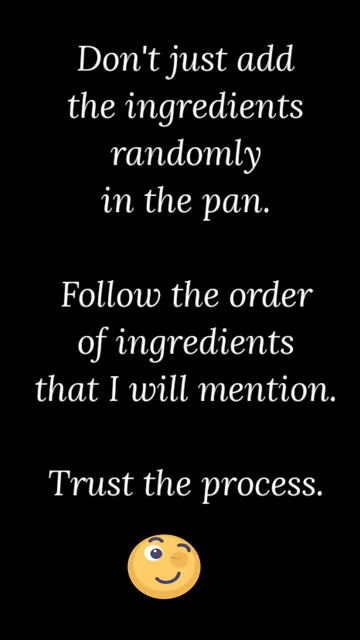 Don't just add
the ingredients
randomly
in the pan.
Follow the order
of ingredients
that I will mention.
Trust the process.